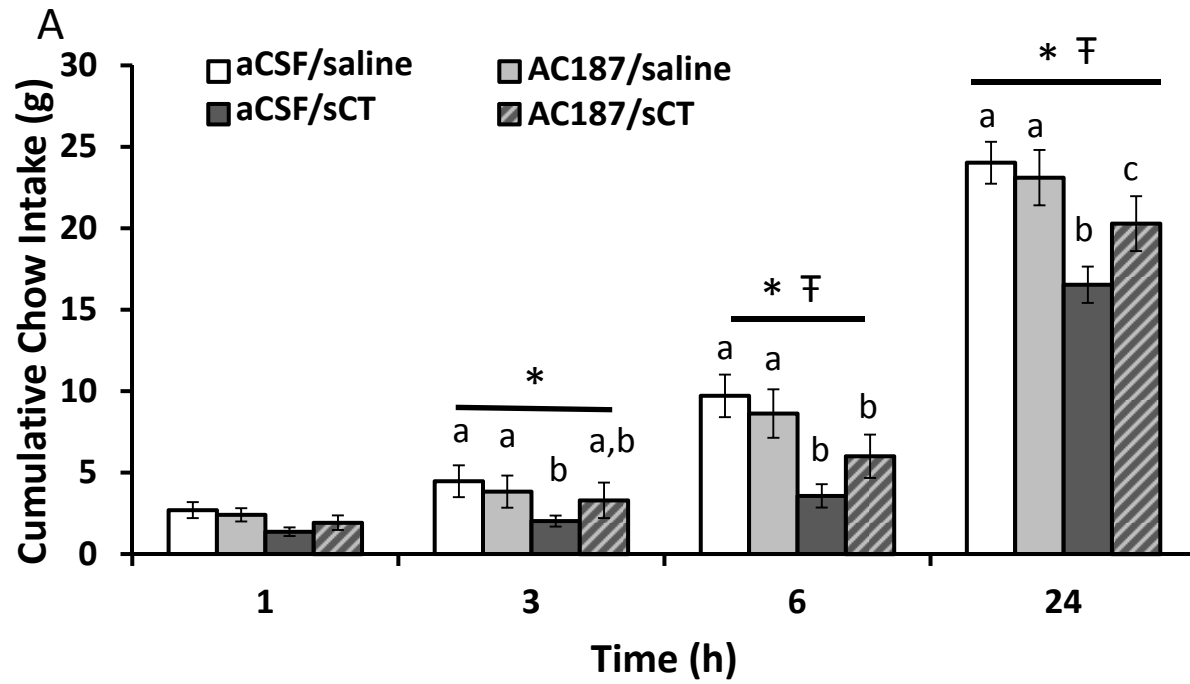 A
aCSF/saline AC187/saline
aCSF/sCT AC187/sCT
Cumulative Chow Intake (g)
30
25
20
15
10
5
0
* Ŧ
a a b c
* Ŧ
a a b b
*
a a b a,b
1 3 6 24
Time (h)